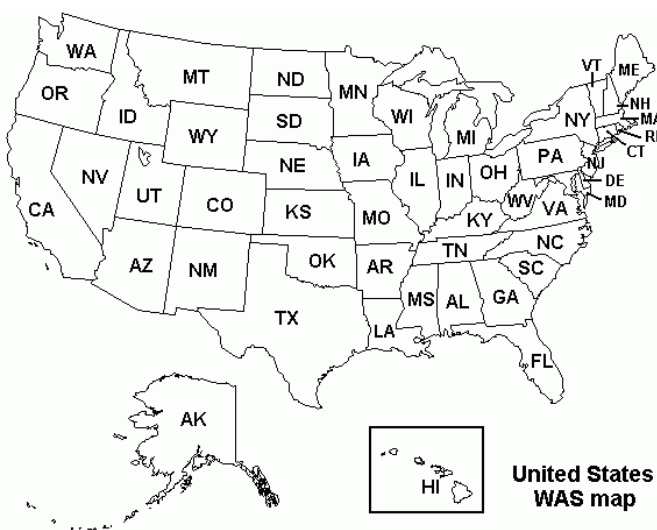 WA
MT
ND
MN
VT
ME
OR
ID
SD
WI
MI
NY
NH
MA
RI
CT
WY
NE
IA
PA
NJ
NV
UT
CO
KS
MO
IL
IN
OH
WV
VA
DE
MD
CA
KY
AZ
NM
OK
AR
TN
NC
SC
TX
LA
MS
AL
GA
FL
AK
HI
United States
WAS map